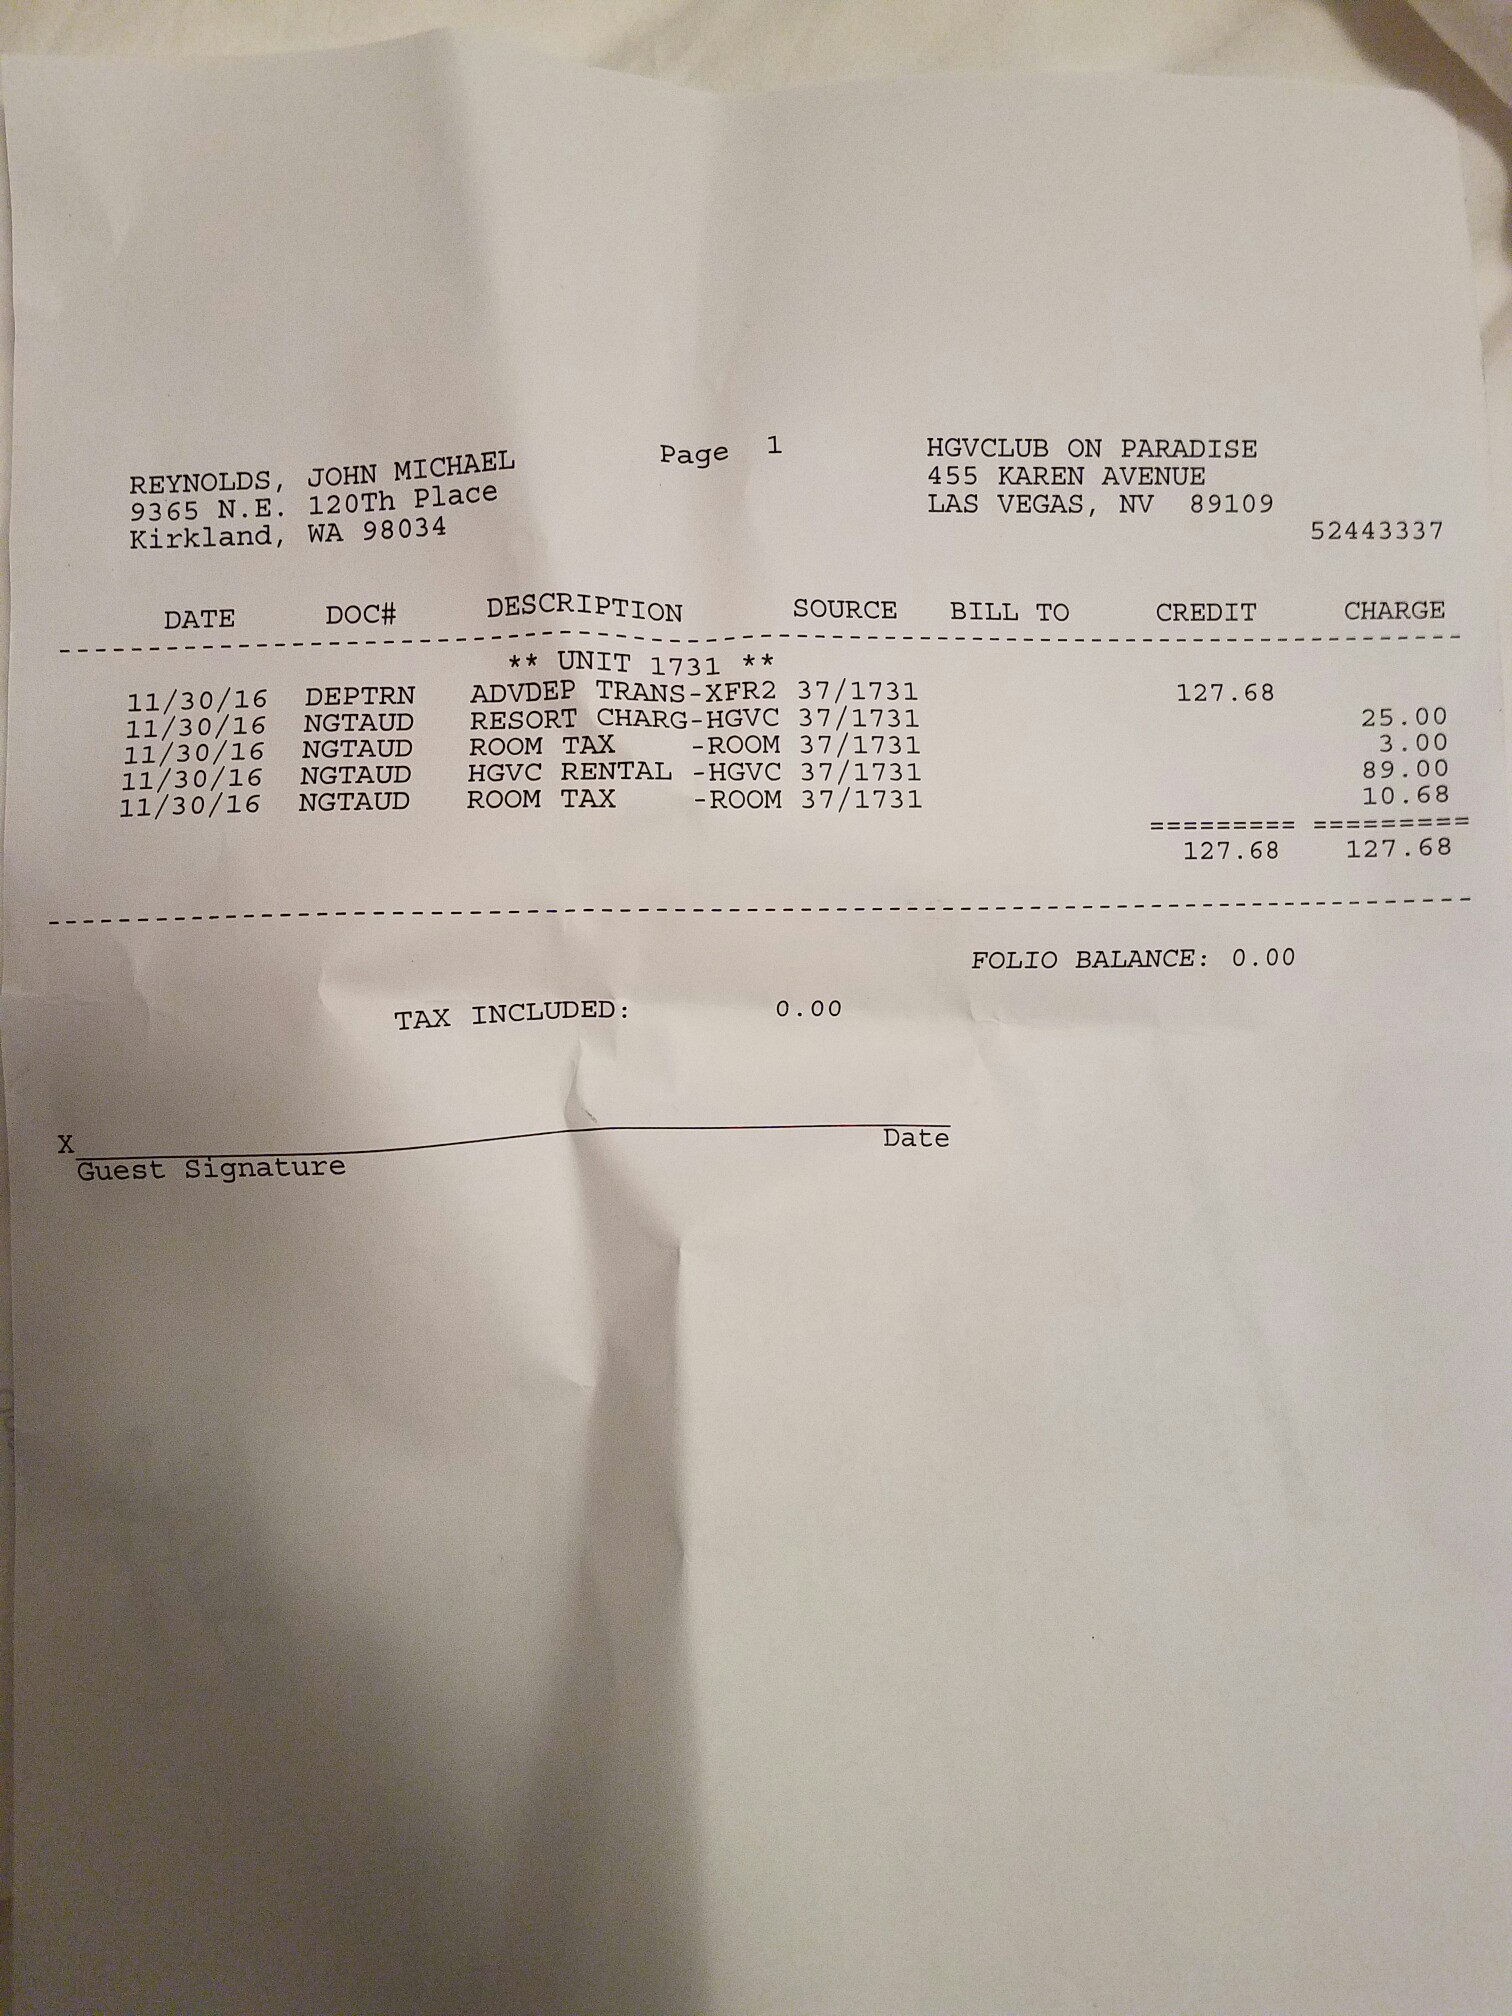 REYNOLDS, JOHN MICHAEL Page 1 HGVCLUB ON PARADISE
9365 N.E. 120Th Place 455 KAREN AVENUE
Kirkland, WA 98034 LAS VEGAS, NV 89109
52443337
DATE DOC# DESCRIPTION SOURCE BILL TO CREDIT CHARGE
** UNIT 1731 **
11/30/16 DEPTRN ADVDEP TRANS-XFR2 37/1731 127.68
11/30/16 NGTAUD RESORT CHARG-HGVC 37/1731 25.00
11/30/16 NGTAUD ROOM TAX -ROOM 37/1731 3.00
11/30/16 NGTAUD HGVC RENTAL -HGVC 37/1731 89.00
11/30/16 NGTAUD ROOM TAX -ROOM 37/1731 10.68
========= =========
127.68 127.68
FOLIO BALANCE: 0.00
TAX INCLUDED: 0.00
X Date
Guest Signature